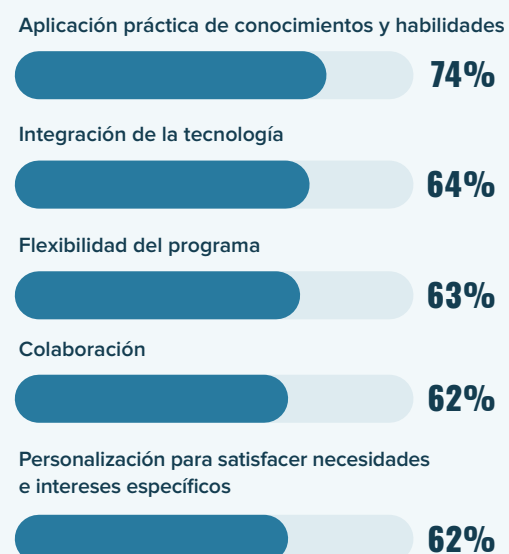 Aplicación práctica de conocimientos y habilidades
74%
Integración de la tecnología
64%
Flexibilidad del programa
63%
Colaboración
62%
Personalización para satisfacer necesidades
e intereses específicos
62%